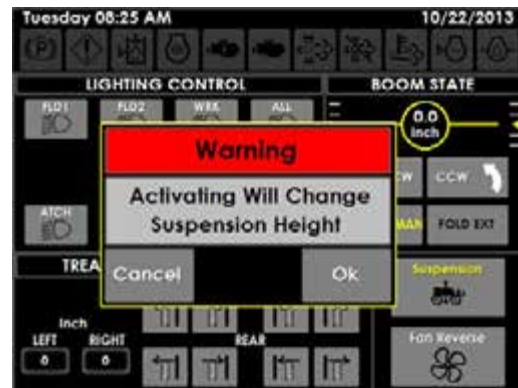 Tuesday 08:25 AM 10/22/2013
(P)
LIGHTING CONTROL BOOM STATE
FLD1 FLD2 WRK ALL
0.0
Inch
Warning
CW CCW
Activating Will Change
Suspension Height
ATCH MAN FOLD EXT
TREA
Cancel Ok
Suspension
Inch
LEFT RIGHT REAR
Fan Reverse
0 0